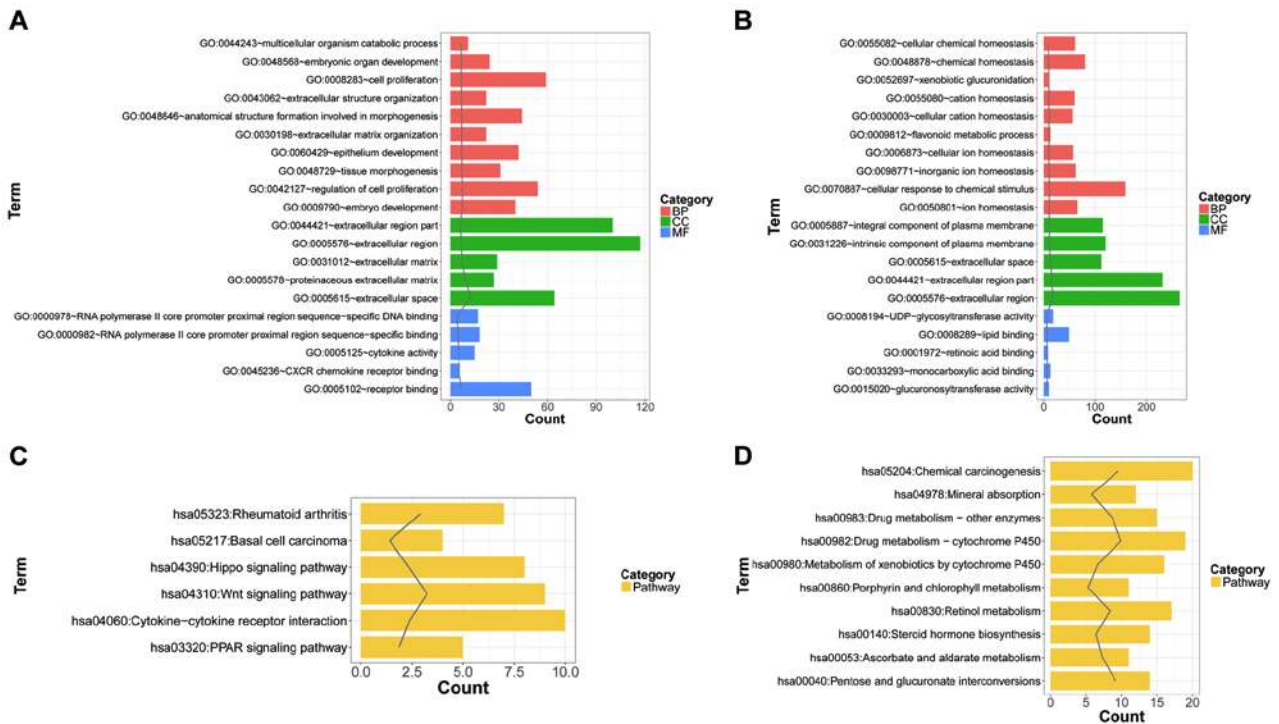 A
Term
GO:0044243~multicellular organism catabolic process
GO:0048568~embryonic organ development
GO:0008283~cell proliferation
GO:0043062~extracellular structure organization
GO:0048646~anatomical structure formation involved in morphogenesis
GO:0030198~extracellular matrix organization
GO:0060429~epithelium development
GO:0048729~tissue morphogenesis
GO:0042127~regulation of cell proliferation
GO:0009790~embryo development
GO:0044421~extracellular region part
GO:0005576~extracellular region
GO:0031012~extracellular matrix
GO:0005578~proteinaceous extracellular matrix
GO:0005615~extracellular space
GO:0000978~RNA polymerase II core promoter proximal region sequence−specific DNA binding
GO:0000982~RNA polymerase II core promoter proximal region sequence−specific binding
GO:0005125~cytokine activity
GO:0045236~CXCR chemokine receptor binding
GO:0005102~receptor binding
0 30 60 90 120
Count
Category
BP
CC
MF
B
Term
GO:0055082~cellular chemical homeostasis
GO:0048878~chemical homeostasis
GO:0052697~xenobiotic glucuronidation
GO:0055080~cation homeostasis
GO:0030003~cellular cation homeostasis
GO:0009812~flavonoid metabolic process
GO:0006873~cellular ion homeostasis
GO:0098771~inorganic ion homeostasis
GO:0070887~cellular response to chemical stimulus
GO:0050801~ion homeostasis
GO:0005887~integral component of plasma membrane
GO:0031226~intrinsic component of plasma membrane
GO:0005615~extracellular space
GO:0044421~extracellular region part
GO:0005576~extracellular region
GO:0008194~UDP−glycosyltransferase activity
GO:0008289~lipid binding
GO:0001972~retinoic acid binding
GO:0033293~monocarboxylic acid binding
GO:0015020~glucuronosyltransferase activity
0 100 200
Count
Category
BP
CC
MF
C
Term
hsa05323:Rheumatoid arthritis
hsa05217:Basal cell carcinoma
hsa04390:Hippo signaling pathway
hsa04310:Wnt signaling pathway
hsa04060:Cytokine−cytokine receptor interaction
hsa03320:PPAR signaling pathway
0.0 2.5 5.0 7.5 10.0
Count
Category
Pathway
D
Term
hsa05204:Chemical carcinogenesis
hsa04978:Mineral absorption
hsa00983:Drug metabolism − other enzymes
hsa00982:Drug metabolism − cytochrome P450
hsa00980:Metabolism of xenobiotics by cytochrome P450
hsa00860:Porphyrin and chlorophyll metabolism
hsa00830:Retinol metabolism
hsa00140:Steroid hormone biosynthesis
hsa00053:Ascorbate and aldarate metabolism
hsa00040:Pentose and glucuronate interconversions
0 5 10 15 20
Count
Category
Pathway